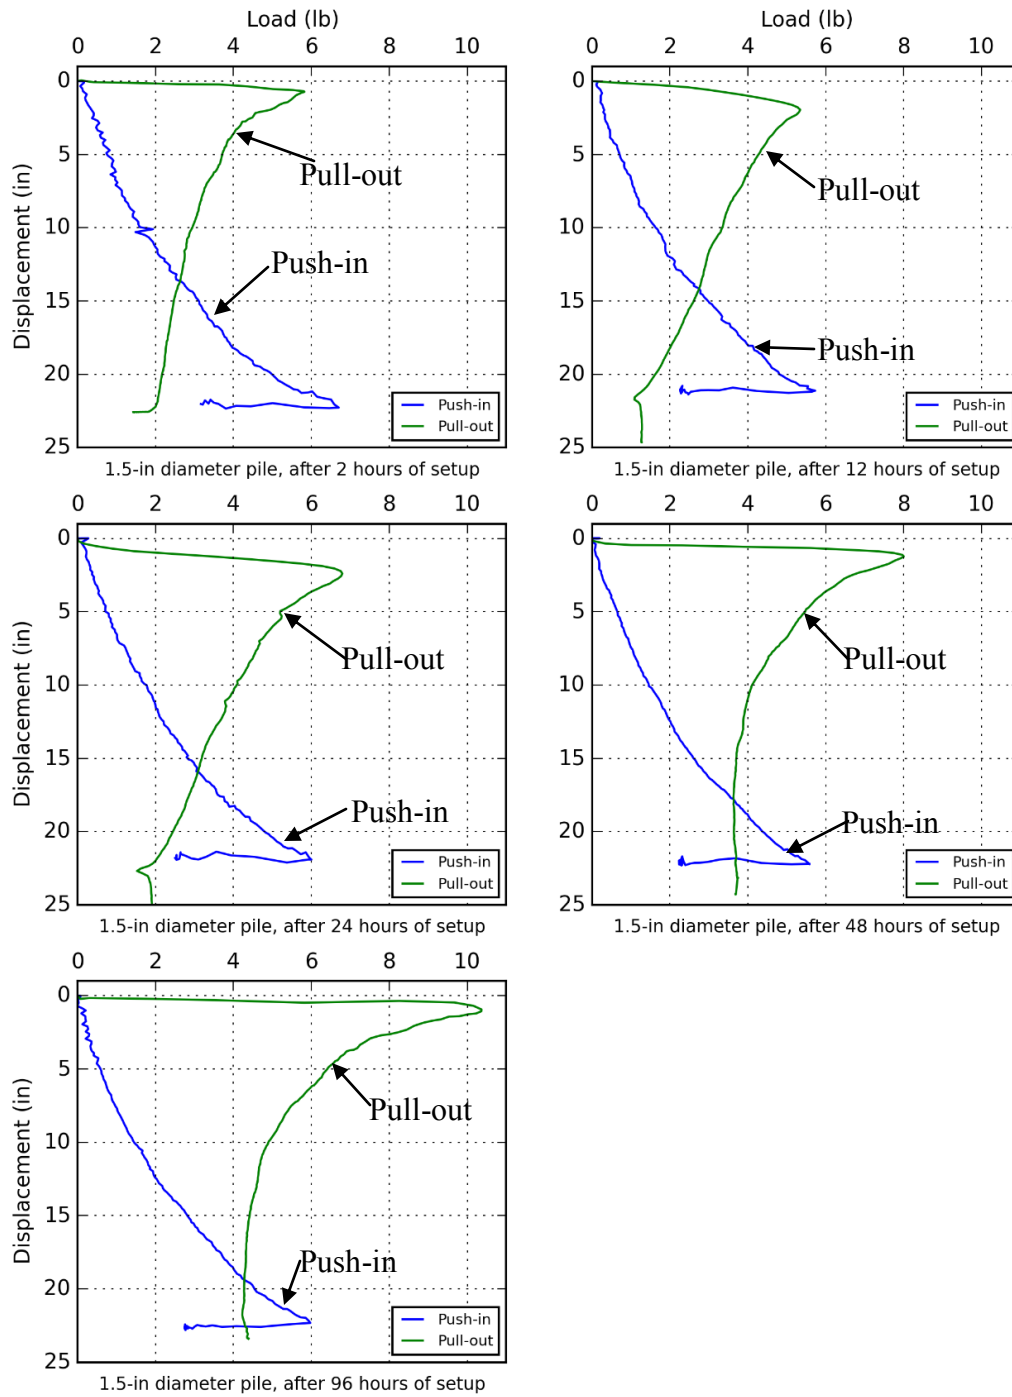 Load (lb)
0 2 4 6 8 10
0
5
10
15
20
25
Displacement (in)
Pull-out
Push-in
Push-in
Pull-out
1.5-in diameter pile, after 2 hours of setup
Load (lb)
0 2 4 6 8 10
0
5
10
15
20
25
Pull-out
Push-in
Push-in
Pull-out
1.5-in diameter pile, after 12 hours of setup
0 2 4 6 8 10
0
5
10
15
20
25
Displacement (in)
Pull-out
Push-in
Push-in
Pull-out
1.5-in diameter pile, after 24 hours of setup
0 2 4 6 8 10
0
5
10
15
20
25
Pull-out
Push-in
Push-in
Pull-out
1.5-in diameter pile, after 48 hours of setup
0 2 4 6 8 10
0
5
10
15
20
25
Displacement (in)
Pull-out
Push-in
Push-in
Pull-out
1.5-in diameter pile, after 96 hours of setup